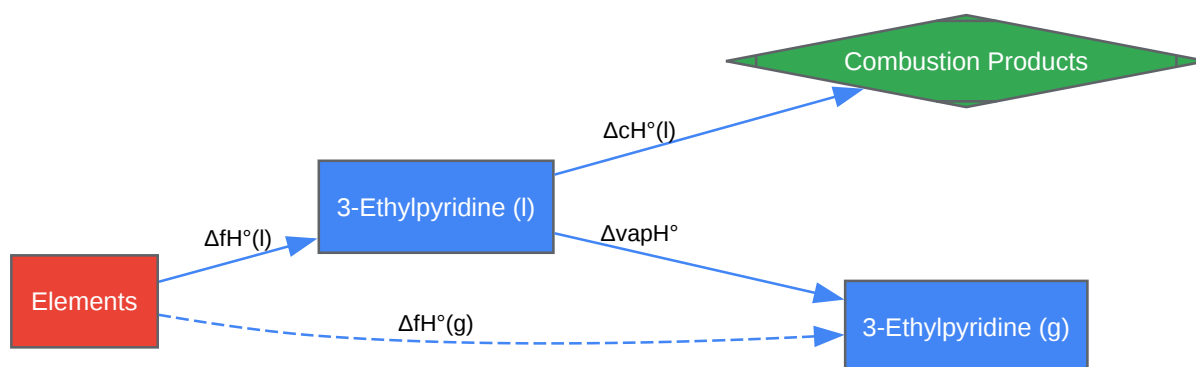 Combustion Products
ΔcH°(l)
3-Ethylpyridine (l)
ΔfH°(l)
ΔvapH°
Elements
ΔfH°(g)
3-Ethylpyridine (g)